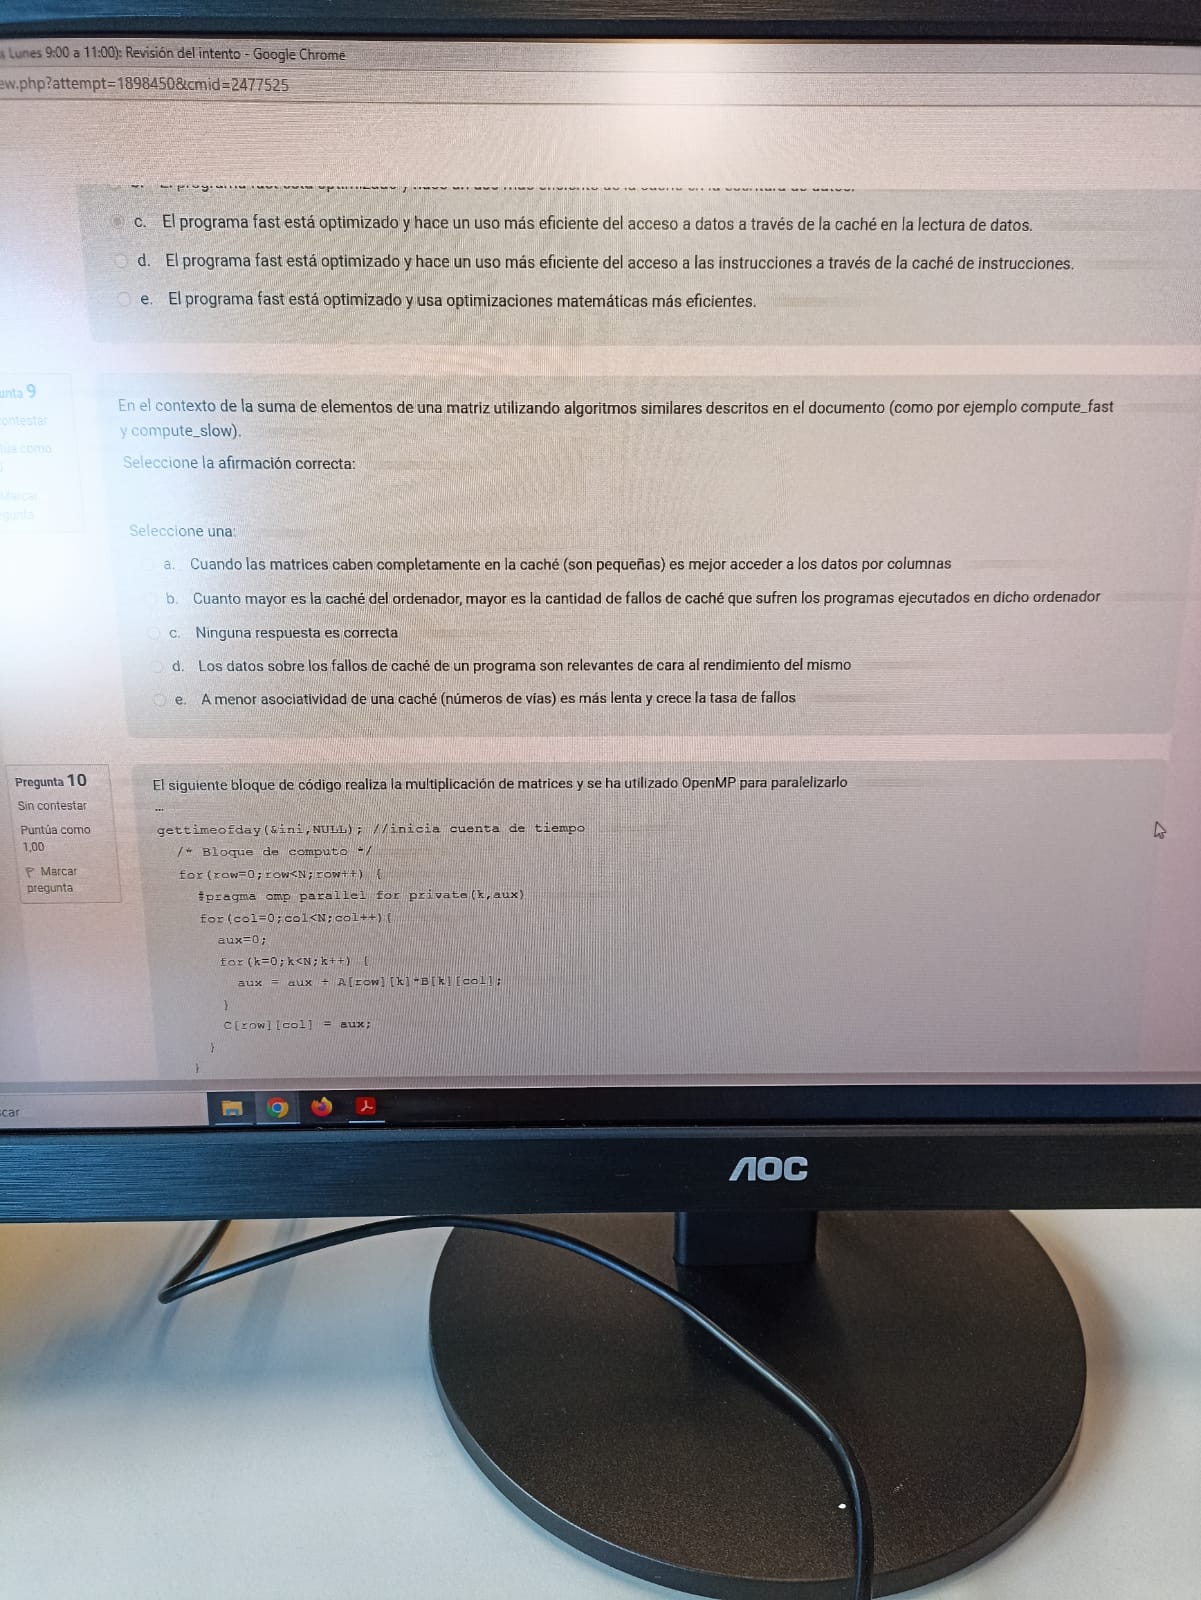 Lunes 9:00 a 11:00): Revisión del intento - Google Chrome
ew.php?attempt=1898450&cmid=2477525
c. El programa fast está optimizado y hace un uso más eficiente del acceso a datos a través de la caché en la lectura de datos.
d. El programa fast está optimizado y hace un uso más eficiente del acceso a las instrucciones a través de la caché de instrucciones.
e. El programa fast está optimizado y usa optimizaciones matemáticas más eficientes.
unta 9
contestar
túa como
Marcar
gunta
En el contexto de la suma de elementos de una matriz utilizando algoritmos similares descritos en el documento (como por ejemplo compute_fast
y compute_slow).
Seleccione la afirmación correcta:
Seleccione una:
a. Cuando las matrices caben completamente en la caché (son pequeñas) es mejor acceder a los datos por columnas
b. Cuanto mayor es la caché del ordenador, mayor es la cantidad de fallos de caché que sufren los programas ejecutados en dicho ordenador
c. Ninguna respuesta es correcta
d. Los datos sobre los fallos de caché de un programa son relevantes de cara al rendimiento del mismo
e. A menor asociatividad de una caché (números de vías) es más lenta y crece la tasa de fallos
Pregunta 10
Sin contestar
Puntúa como
1,00
Marcar
pregunta
El siguiente bloque de código realiza la multiplicación de matrices y se ha utilizado OpenMP para paralelizarlo
...
gettimeofday(&ini,NULL); //inicia cuenta de tiempo
/* Bloque de computo */
for(row=0;row<N;row++) {
#pragma omp parallel for private(k,aux)
for(col=0;col<N;col++){
aux=0;
for(k=0;k<N;k++) {
aux = aux + A[row][k]*B[k][col];
}
C[row][col] = aux;
}
}
car
AOC